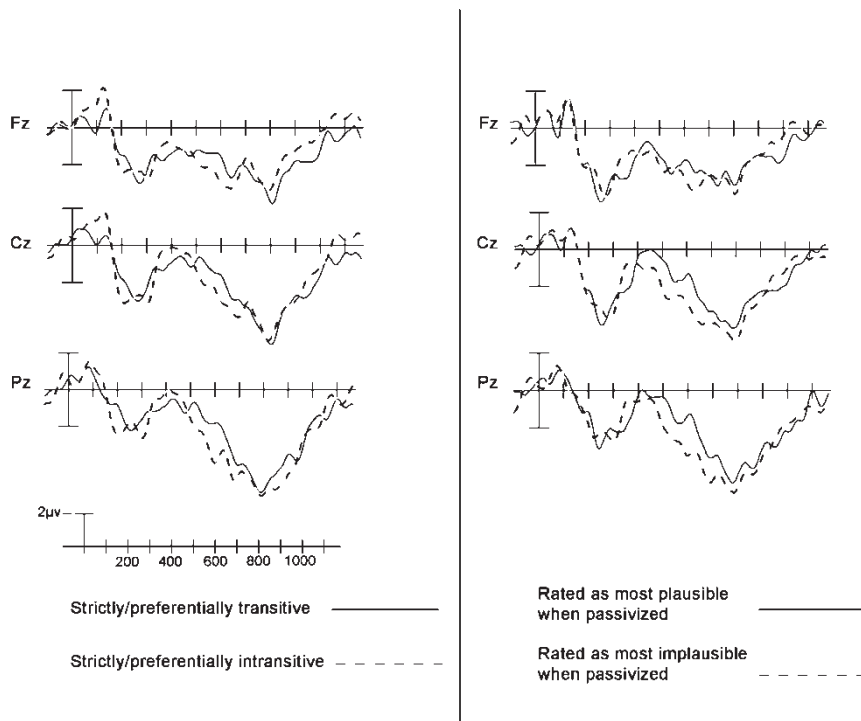 Fz
Cz
Pz
2μv
200 400 600 800 1000
Strictly/preferentially transitive
Strictly/preferentially intransitive
Fz
Cz
Pz
Rated as most plausible
when passivized
Rated as most implausible
when passivized